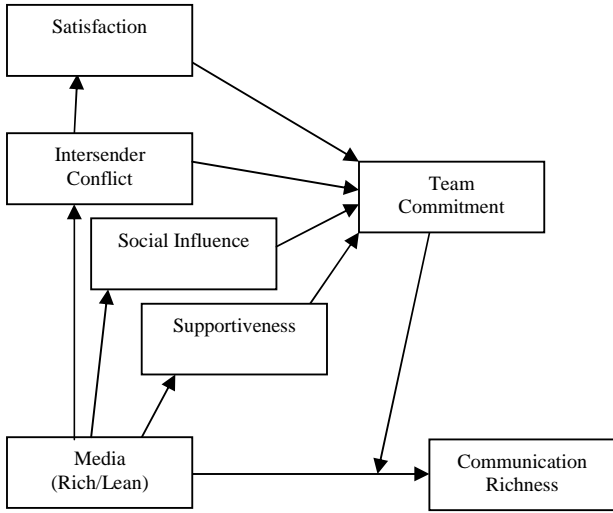 Satisfaction
Intersender
Conflict
Team
Commitment
Social Influence
Supportiveness
Media
(Rich/Lean)
Communication
Richness